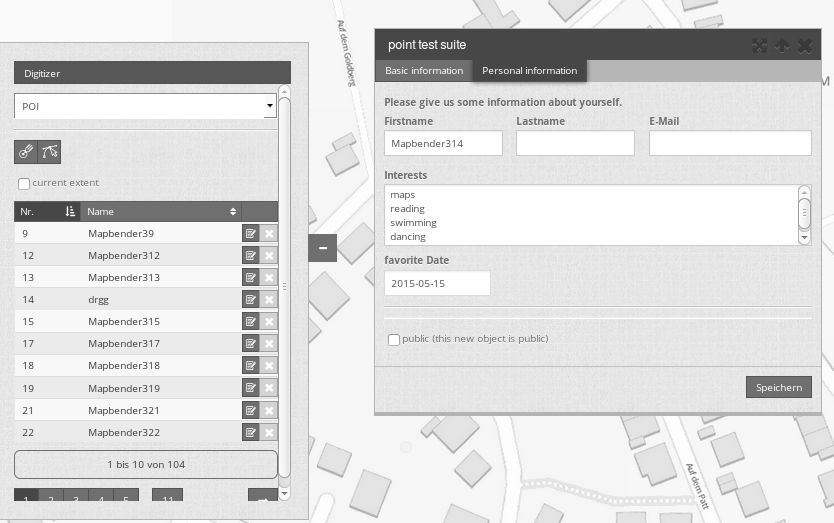 Digitizer
POI
current extent
Nr. Name
9 Mapbender39
12 Mapbender312
13 Mapbender313
14 drgg
15 Mapbender315
17 Mapbender317
18 Mapbender318
19 Mapbender319
21 Mapbender321
22 Mapbender322
1 bis 10 von 104
1 2 3 4 5 11
Auf dem Goldberg
point test suite
Basic information Personal information
Please give us some information about yourself.
Firstname Lastname E-Mail
Mapbender314
Interests
maps
reading
swimming
dancing
favorite Date
2015-05-15
public (this new object is public)
Speichern
M
Auf dem Patt